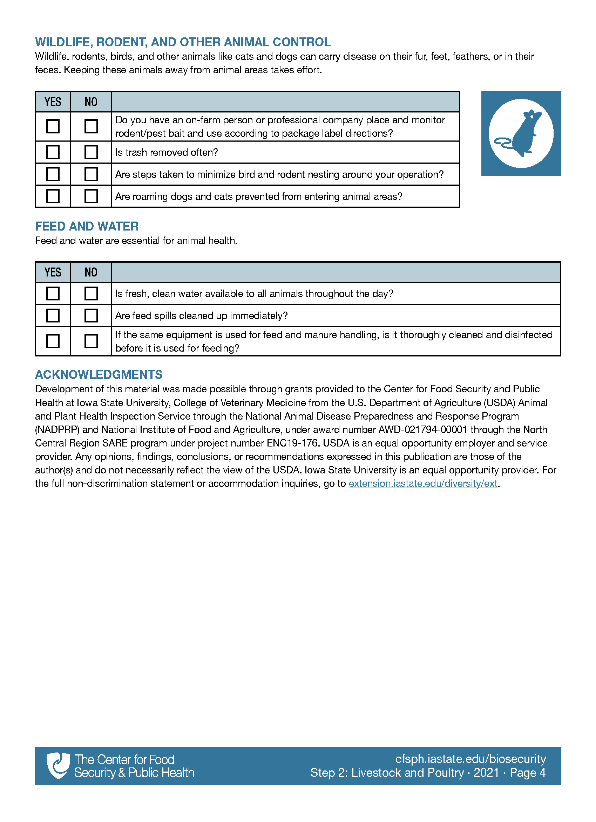 WILDLIFE, RODENT, AND OTHER ANIMAL CONTROL
Wildlife, rodents, birds, and other animals like cats and dogs can carry disease on their fur, feet, feathers, or in their
feces. Keeping these animals away from animal areas takes effort.
YES NO
Do you have an on-farm person or professional company place and monitor
rodent/pest bait and use according to package label directions?
Is trash removed often?
Are steps taken to minimize bird and rodent nesting around your operation?
Are roaming dogs and cats prevented from entering animal areas?
FEED AND WATER
Feed and water are essential for animal health.
YES NO
Is fresh, clean water available to all animals throughout the day?
Are feed spills cleaned up immediately?
If the same equipment is used for feed and manure handling, is it thoroughly cleaned and disinfected
before it is used for feeding?
ACKNOWLEDGMENTS
Development of this material was made possible through grants provided to the Center for Food Security and Public
Health at Iowa State University, College of Veterinary Medicine from the U.S. Department of Agriculture (USDA) Animal
and Plant Health Inspection Service through the National Animal Disease Preparedness and Response Program
(NADPRP) and National Institute of Food and Agriculture, under award number AWD-021794-00001 through the North
Central Region SARE program under project number ENC19-176. USDA is an equal opportunity employer and service
provider. Any opinions, findings, conclusions, or recommendations expressed in this publication are those of the
author(s) and do not necessarily reflect the view of the USDA. Iowa State University is an equal opportunity provider. For
the full non-discrimination statement or accommodation inquiries, go to extension.iastate.edu/diversity/ext.
The Center for Food
Security & Public Health
cfsph.iastate.edu/biosecurity
Step 2: Livestock and Poultry · 2021 · Page 4